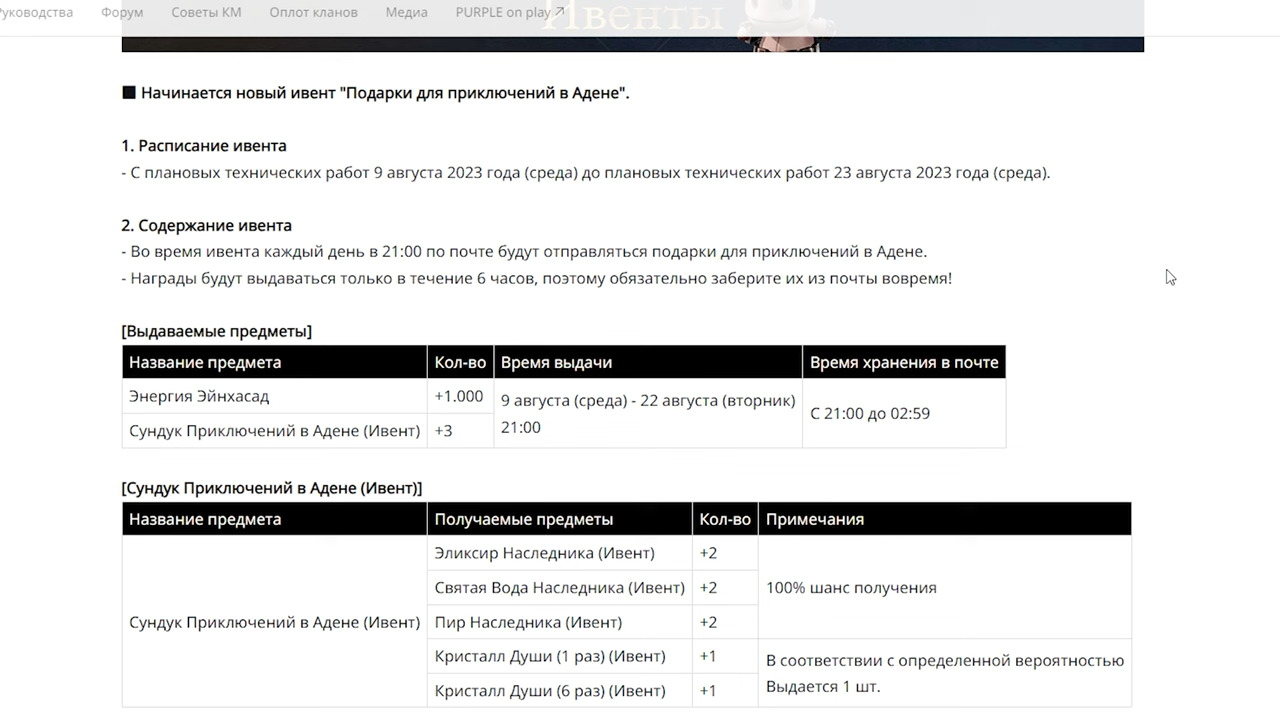 Руководства Форум Советы КМ Оплот кланов Медиа PURPLE on play
Ивенты
■ Начинается новый ивент "Подарки для приключений в Адене".
1. Расписание ивента
- С плановых технических работ 9 августа 2023 года (среда) до плановых технических работ 23 августа 2023 года (среда).
2. Содержание ивента
- Во время ивента каждый день в 21:00 по почте будут отправляться подарки для приключений в Адене.
- Награды будут выдаваться только в течение 6 часов, поэтому обязательно заберите их из почты вовремя!
[Выдаваемые предметы]
Название предмета Кол-во Время выдачи Время хранения в почте
Энергия Эйнхасад +1.000 9 августа (среда) - 22 августа (вторник)
21:00 С 21:00 до 02:59
Сундук Приключений в Адене (Ивент) +3
[Сундук Приключений в Адене (Ивент)]
Название предмета Получаемые предметы Кол-во Примечания
Сундук Приключений в Адене (Ивент) Эликсир Наследника (Ивент) +2 100% шанс получения
Святая Вода Наследника (Ивент) +2
Пир Наследника (Ивент) +2
Кристалл Души (1 раз) (Ивент) +1 В соответствии с определенной вероятностью
Выдается 1 шт.
Кристалл Души (6 раз) (Ивент) +1